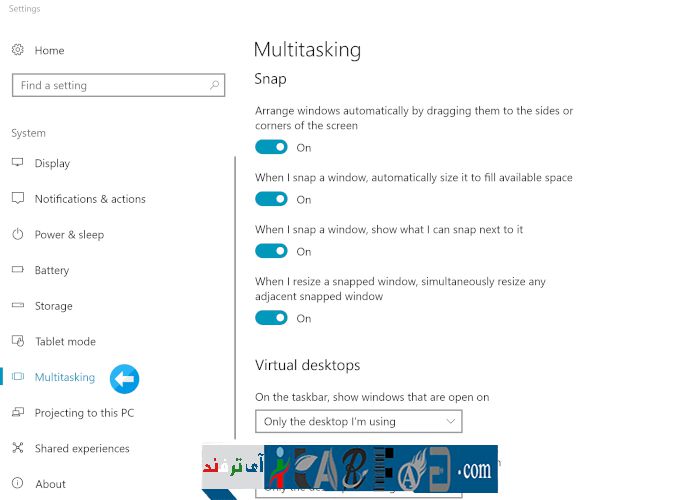 Settings
Home
Find a setting
System
Display
Notifications & actions
Power & sleep
Battery
Storage
Tablet mode
Multitasking
Projecting to this PC
Shared experiences
About
Multitasking
Snap
Arrange windows automatically by dragging them to the sides or
corners of the screen
On
When I snap a window, automatically size it to fill available space
On
When I snap a window, show what I can snap next to it
On
When I resize a snapped window, simultaneously resize any
adjacent snapped window
On
Virtual desktops
On the taskbar, show windows that are open on
Only the desktop I'm using
آی ترفند
.com